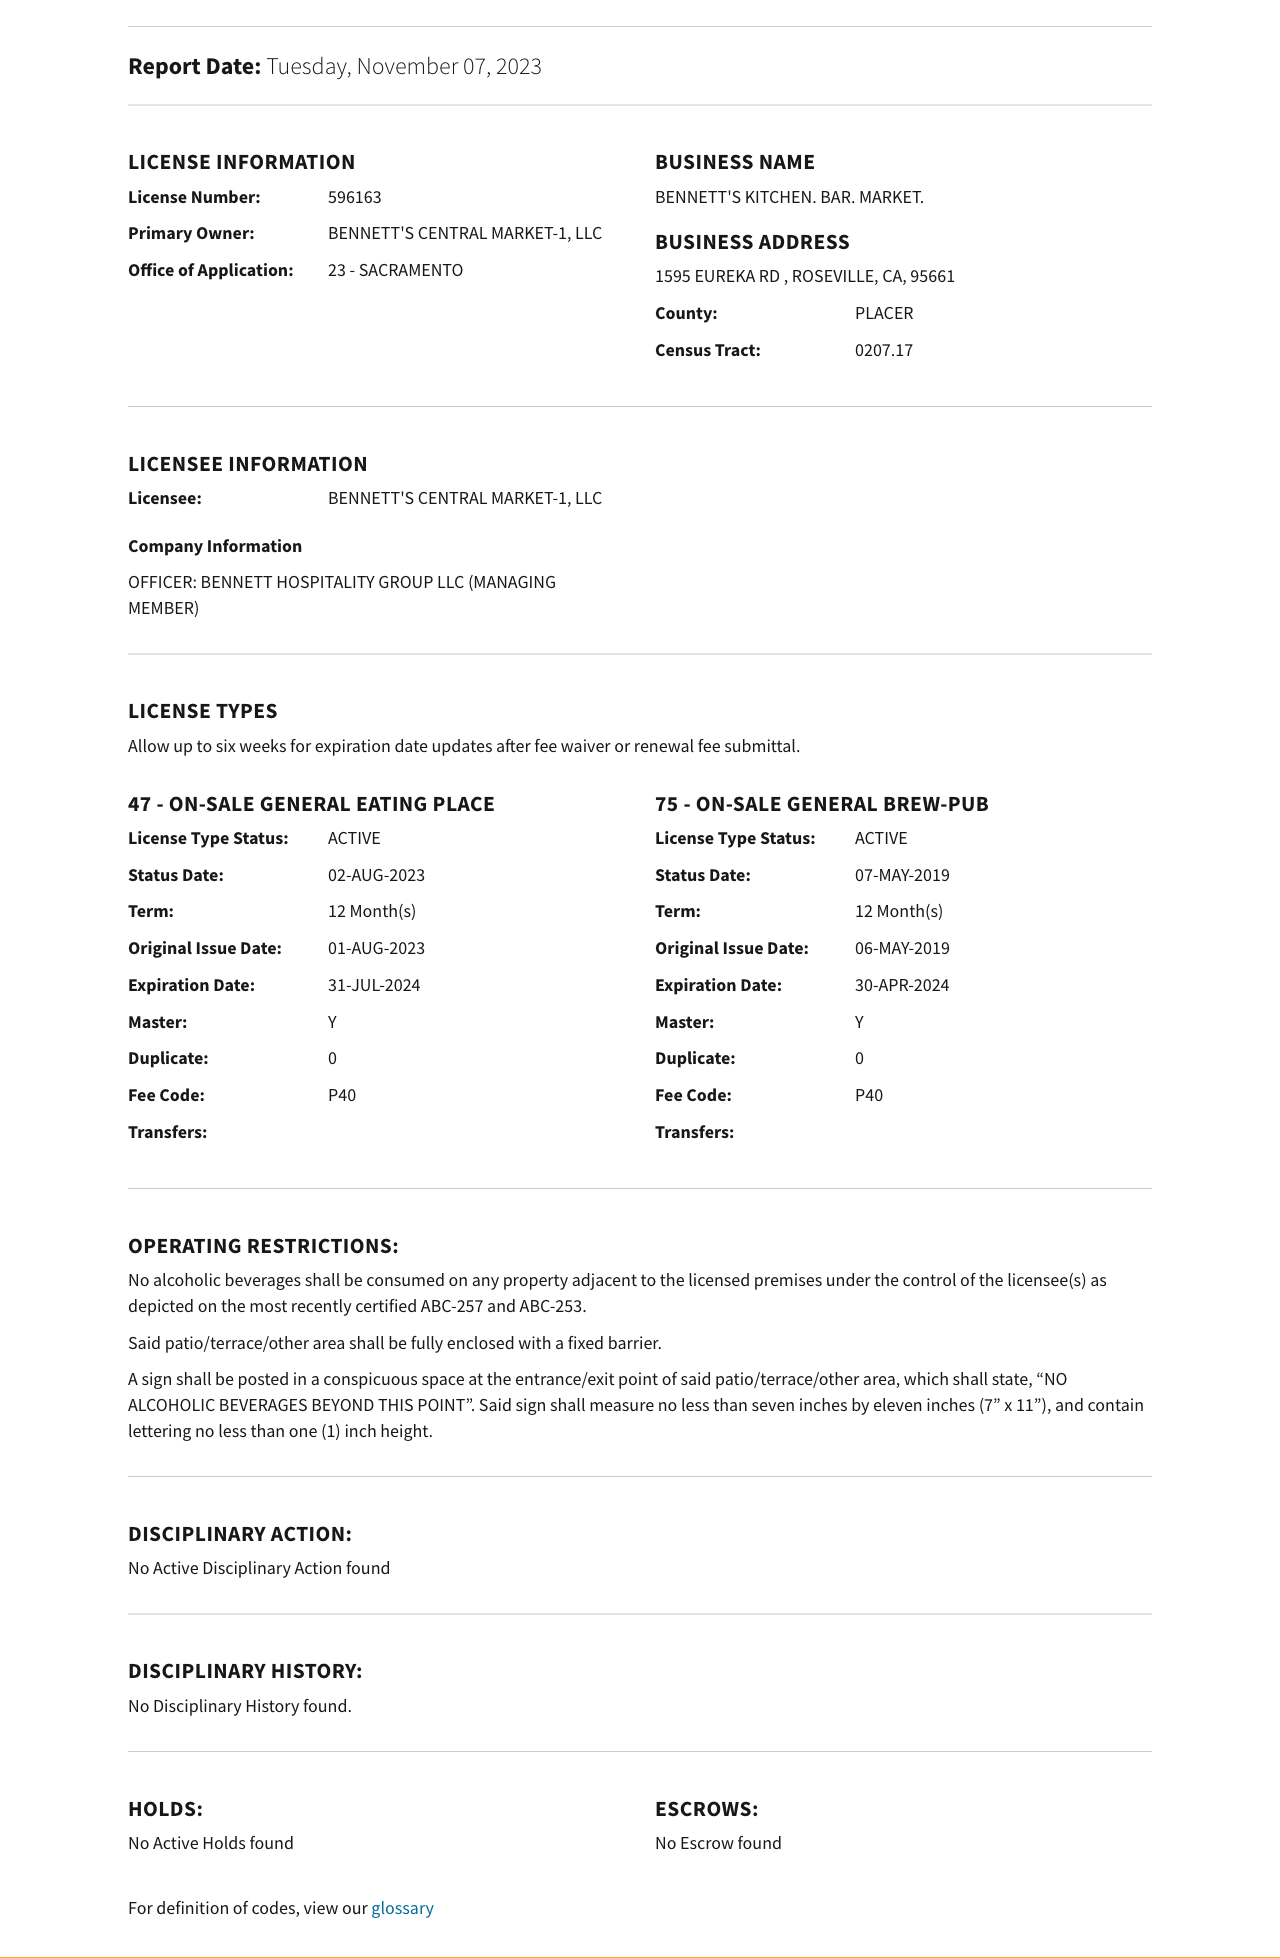 Report Date: Tuesday, November 07, 2023
LICENSE INFORMATION
License Number: 596163
Primary Owner: BENNETT'S CENTRAL MARKET-1, LLC
Office of Application: 23 - SACRAMENTO
BUSINESS NAME
BENNETT'S KITCHEN. BAR. MARKET.
BUSINESS ADDRESS
1595 EUREKA RD , ROSEVILLE, CA, 95661
County: PLACER
Census Tract: 0207.17
LICENSEE INFORMATION
Licensee: BENNETT'S CENTRAL MARKET-1, LLC
Company Information
OFFICER: BENNETT HOSPITALITY GROUP LLC (MANAGING
MEMBER)
LICENSE TYPES
Allow up to six weeks for expiration date updates after fee waiver or renewal fee submittal.
47 - ON-SALE GENERAL EATING PLACE
License Type Status: ACTIVE
Status Date: 02-AUG-2023
Term: 12 Month(s)
Original Issue Date: 01-AUG-2023
Expiration Date: 31-JUL-2024
Master: Y
Duplicate: 0
Fee Code: P40
Transfers:
75 - ON-SALE GENERAL BREW-PUB
License Type Status: ACTIVE
Status Date: 07-MAY-2019
Term: 12 Month(s)
Original Issue Date: 06-MAY-2019
Expiration Date: 30-APR-2024
Master: Y
Duplicate: 0
Fee Code: P40
Transfers:
OPERATING RESTRICTIONS:
No alcoholic beverages shall be consumed on any property adjacent to the licensed premises under the control of the licensee(s) as
depicted on the most recently certified ABC-257 and ABC-253.
Said patio/terrace/other area shall be fully enclosed with a fixed barrier.
A sign shall be posted in a conspicuous space at the entrance/exit point of said patio/terrace/other area, which shall state, “NO
ALCOHOLIC BEVERAGES BEYOND THIS POINT”. Said sign shall measure no less than seven inches by eleven inches (7” x 11”), and contain
lettering no less than one (1) inch height.
DISCIPLINARY ACTION:
No Active Disciplinary Action found
DISCIPLINARY HISTORY:
No Disciplinary History found.
HOLDS:
No Active Holds found
ESCROWS:
No Escrow found
For definition of codes, view our glossary